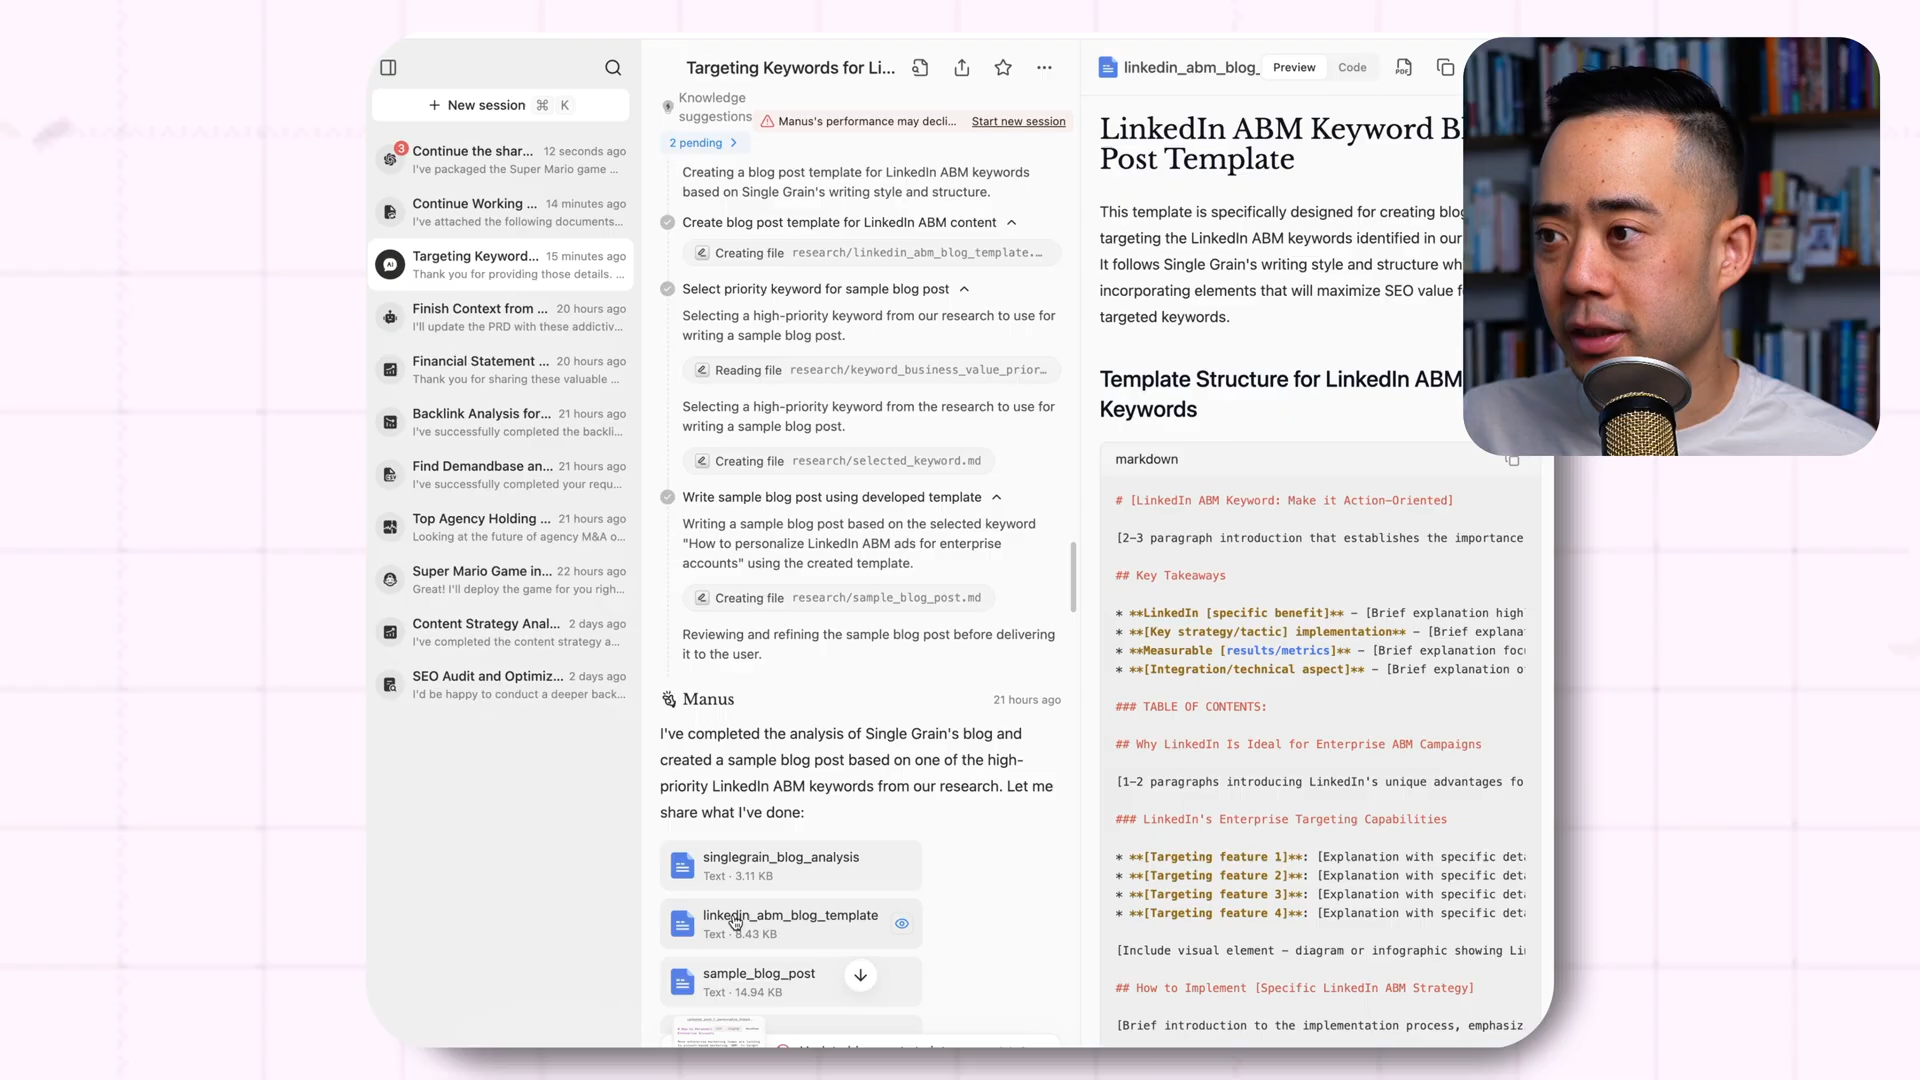 New session ⌘ K
3
Continue the shar... 12 seconds ago
I've packaged the Super Mario game ...
Continue Working ... 14 minutes ago
I've attached the following documents...
Targeting Keyword... 15 minutes ago
Thank you for providing those details. ...
Finish Context from ... 20 hours ago
I'll update the PRD with these addictiv...
Financial Statement ... 20 hours ago
Thank you for sharing these valuable ...
Backlink Analysis for... 21 hours ago
I've successfully completed the backli...
Find Demandbase an... 21 hours ago
I've successfully completed your requ...
Top Agency Holding ... 21 hours ago
Looking at the future of agency M&A o...
Super Mario Game in... 22 hours ago
Great! I'll deploy the game for you righ...
Content Strategy Anal... 2 days ago
I've completed the content strategy a...
SEO Audit and Optimiz... 2 days ago
I'd be happy to conduct a deeper back...
Targeting Keywords for Li...
Knowledge
suggestions
Manus's performance may decli... Start new session
2 pending
Creating a blog post template for LinkedIn ABM keywords
based on Single Grain's writing style and structure.
Create blog post template for LinkedIn ABM content
Creating file research/linkedin_abm_blog_template....
Select priority keyword for sample blog post
Selecting a high-priority keyword from our research to use for
writing a sample blog post.
Reading file research/keyword_business_value_prior...
Selecting a high-priority keyword from the research to use for
writing a sample blog post.
Creating file research/selected_keyword.md
Write sample blog post using developed template
Writing a sample blog post based on the selected keyword
"How to personalize LinkedIn ABM ads for enterprise
accounts" using the created template.
Creating file research/sample_blog_post.md
Reviewing and refining the sample blog post before delivering
it to the user.
Manus 21 hours ago
I've completed the analysis of Single Grain's blog and
created a sample blog post based on one of the high-
priority LinkedIn ABM keywords from our research. Let me
share what I've done:
singlegrain_blog_analysis
Text · 3.11 KB
linkedin_abm_blog_template
Text · 8.43 KB
sample_blog_post
Text · 14.94 KB
linkedin_abm_blog_ Preview Code
PDF
LinkedIn ABM Keyword Bl
Post Template
This template is specifically designed for creating blog
targeting the LinkedIn ABM keywords identified in our
It follows Single Grain's writing style and structure wh
incorporating elements that will maximize SEO value f
targeted keywords.
Template Structure for LinkedIn ABM
Keywords
markdown
# [LinkedIn ABM Keyword: Make it Action-Oriented]
[2-3 paragraph introduction that establishes the importance
## Key Takeaways
* **LinkedIn [specific benefit]** – [Brief explanation high
* **[Key strategy/tactic] implementation** – [Brief explana
* **Measurable [results/metrics]** – [Brief explanation foc
* **[Integration/technical aspect]** – [Brief explanation o
### TABLE OF CONTENTS:
## Why LinkedIn Is Ideal for Enterprise ABM Campaigns
[1-2 paragraphs introducing LinkedIn's unique advantages fo
### LinkedIn's Enterprise Targeting Capabilities
* **[Targeting feature 1]**: [Explanation with specific deta
* **[Targeting feature 2]**: [Explanation with specific deta
* **[Targeting feature 3]**: [Explanation with specific deta
* **[Targeting feature 4]**: [Explanation with specific deta
[Include visual element – diagram or infographic showing Li
## How to Implement [Specific LinkedIn ABM Strategy]
[Brief introduction to the implementation process, emphasiz